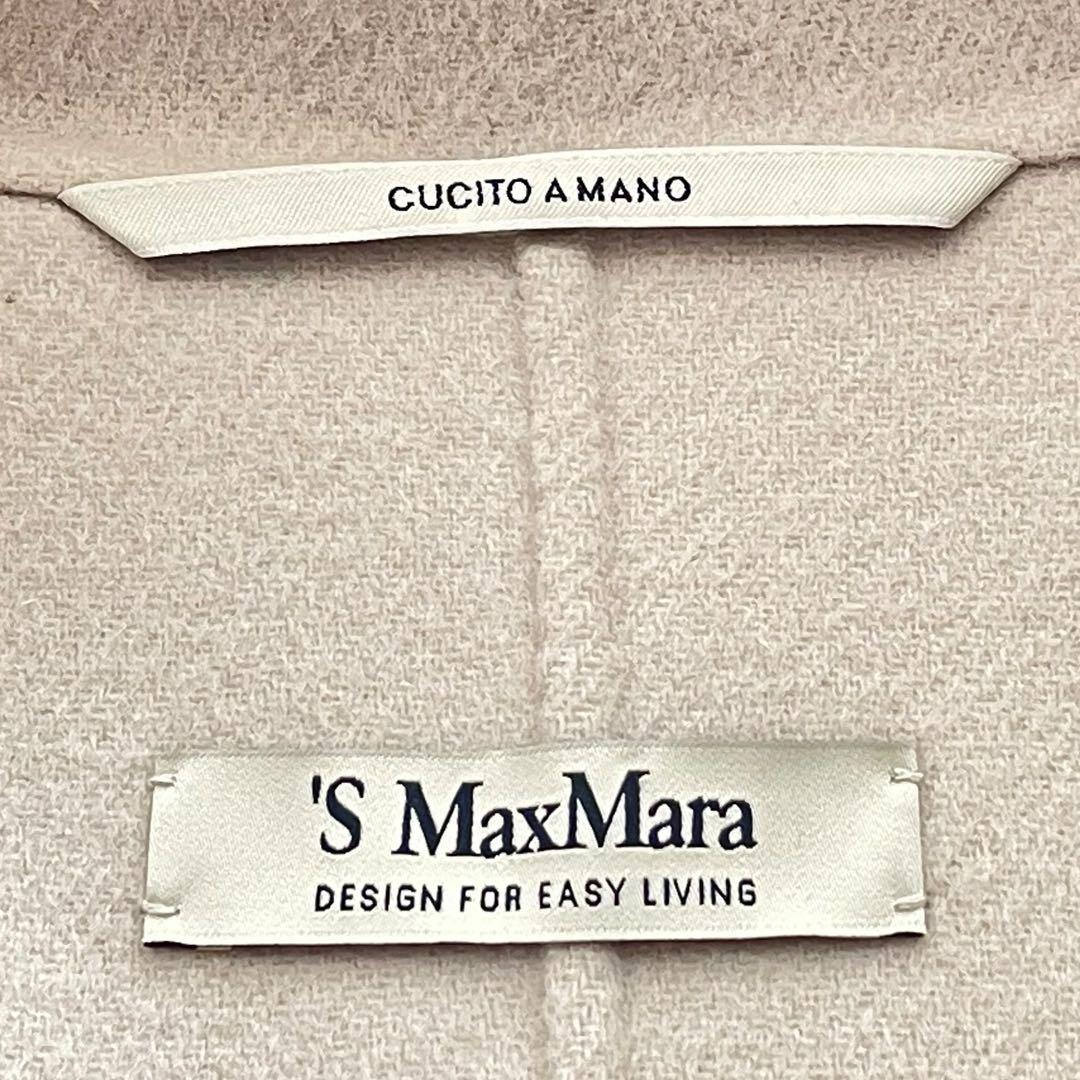 CUCITO A MANO
'S MaxMara
DESIGN FOR EASY LIVING